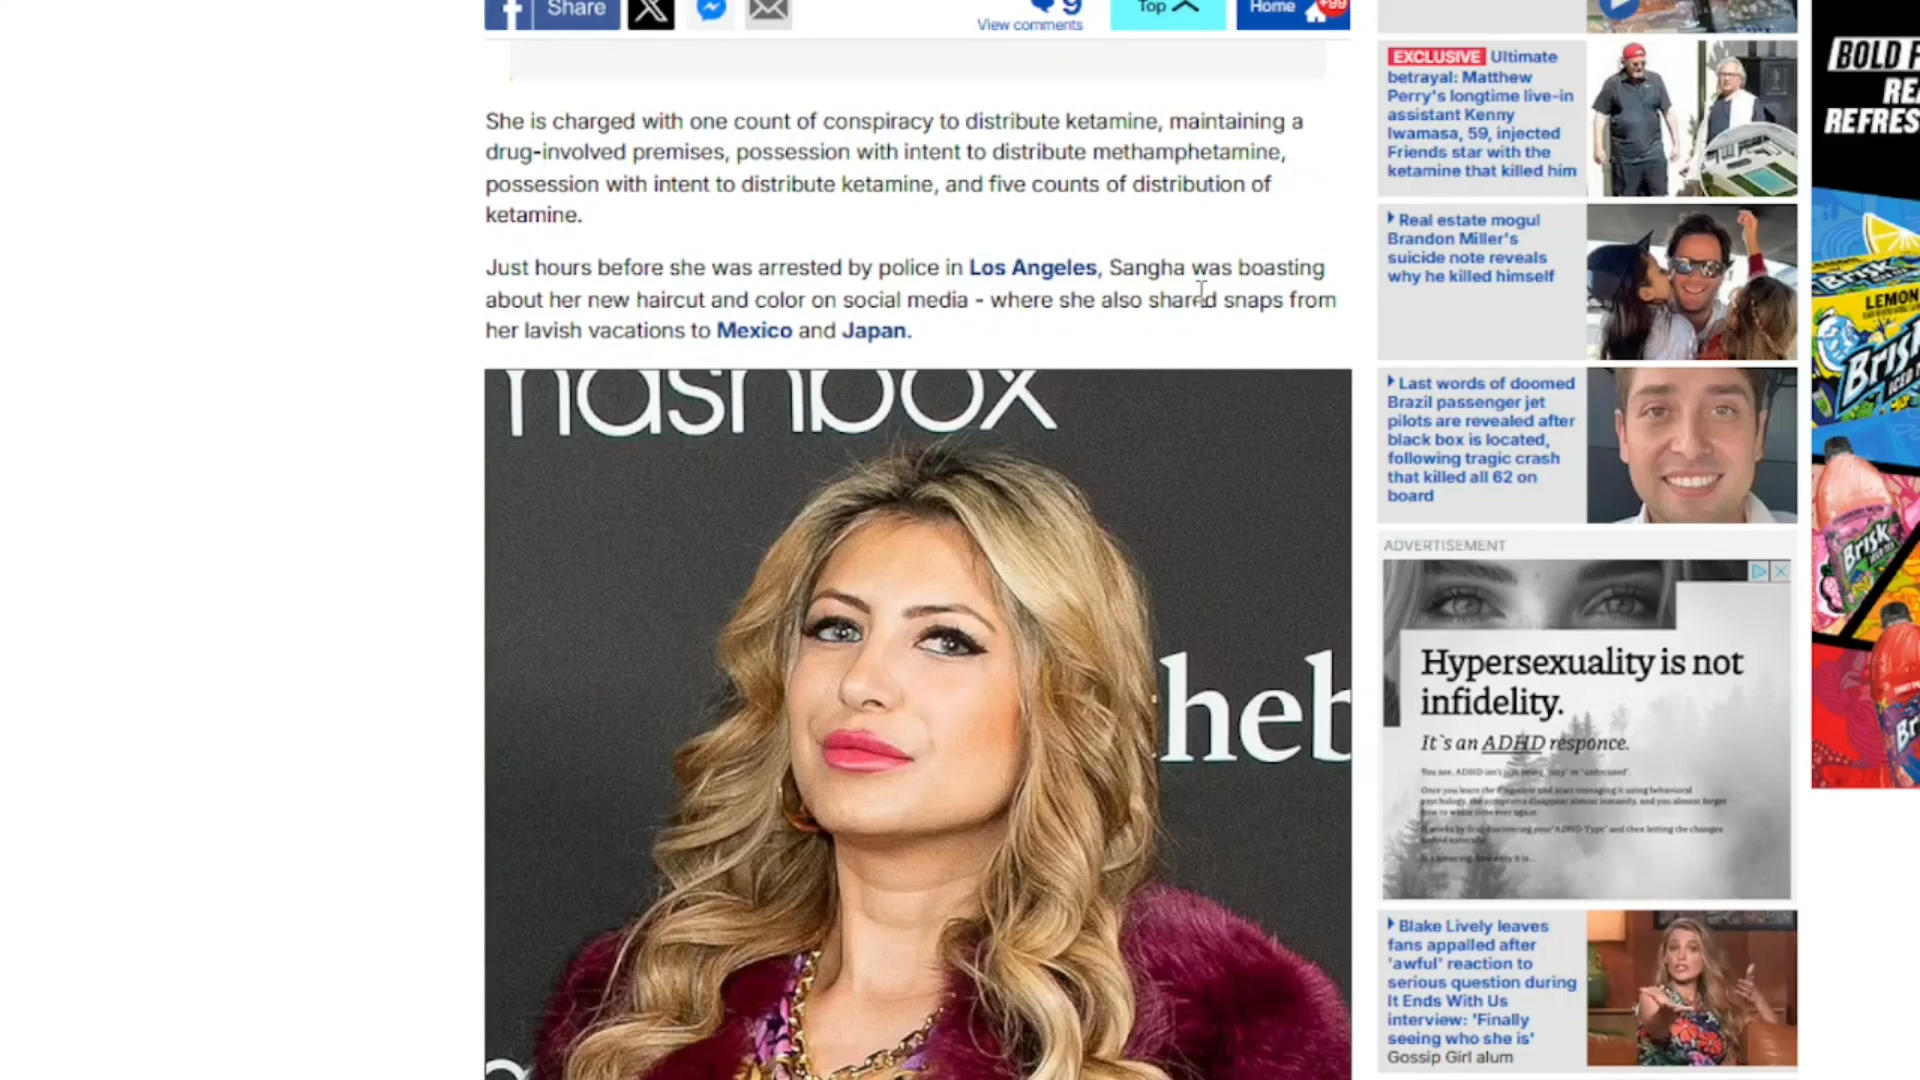 Share
9
View comments
Top
Home
+99
She is charged with one count of conspiracy to distribute ketamine, maintaining a
drug-involved premises, possession with intent to distribute methamphetamine,
possession with intent to distribute ketamine, and five counts of distribution of
ketamine.
Just hours before she was arrested by police in Los Angeles, Sangha was boasting
about her new haircut and color on social media - where she also shared snaps from
her lavish vacations to Mexico and Japan.
theb
EXCLUSIVE Ultimate
betrayal: Matthew
Perry's longtime live-in
assistant Kenny
Iwamasa, 59, injected
Friends star with the
ketamine that killed him
Real estate mogul
Brandon Miller's
suicide note reveals
why he killed himself
Last words of doomed
Brazil passenger jet
pilots are revealed after
black box is located,
following tragic crash
that killed all 62 on
board
ADVERTISEMENT
Hypersexuality is not
infidelity.
It`s an ADHD responce.
Blake Lively leaves
fans appalled after
'awful' reaction to
serious question during
It Ends With Us
interview: 'Finally
seeing who she is'
Gossip Girl alum
BOLD F
RE
REFRES
Brisk
LEMON
Brisk
ICED
Brisk